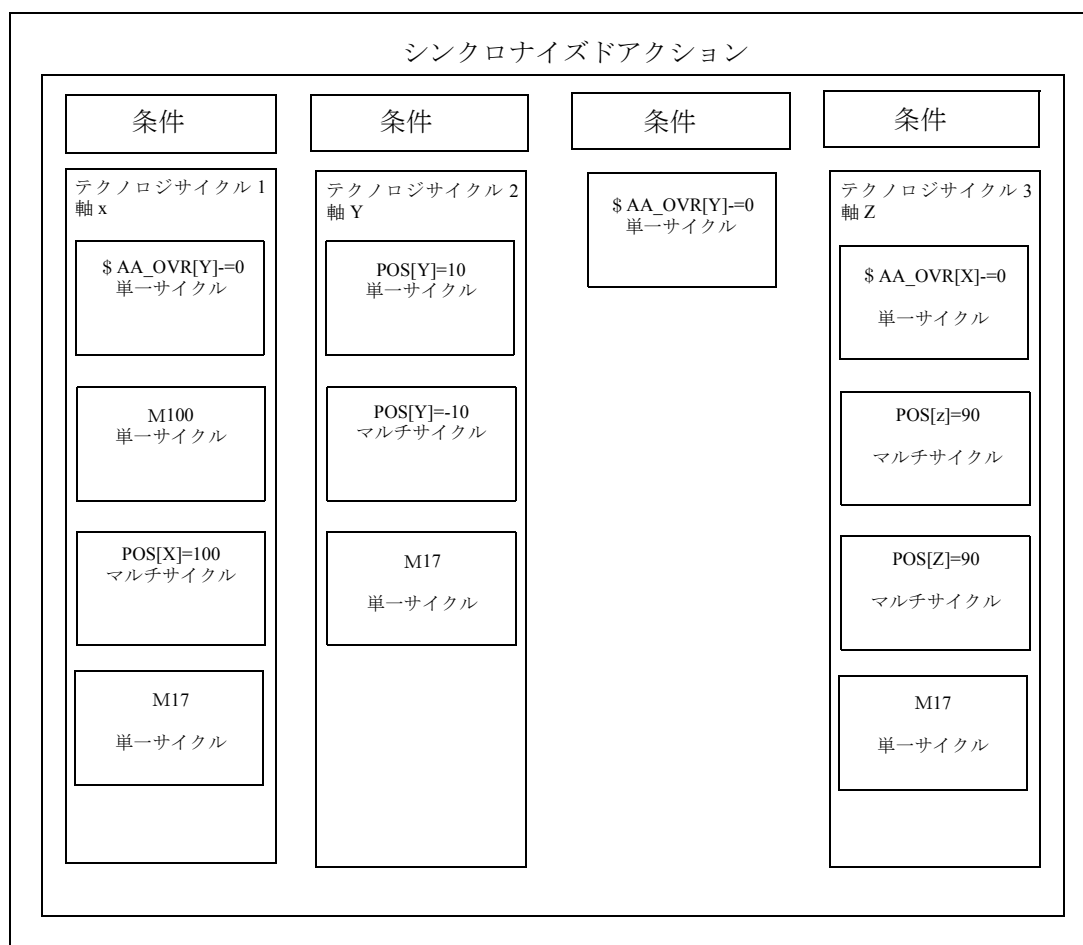 シンクロナイズドアクション
条件
条件
条件
条件
テクノロジサイクル 1
軸 x
$ AA_OVR[Y]-=0
単一サイクル
M100
単一サイクル
POS[X]=100
マルチサイクル
M17
単一サイクル
テクノロジサイクル 2
軸 Y
POS[Y]=10
単一サイクル
POS[Y]=-10
マルチサイクル
M17
単一サイクル
$ AA_OVR[Y]-=0
単一サイクル
テクノロジサイクル 3
軸 Z
$ AA_OVR[X]-=0
単一サイクル
POS[z]=90
マルチサイクル
POS[Z]=90
マルチサイクル
M17
単一サイクル